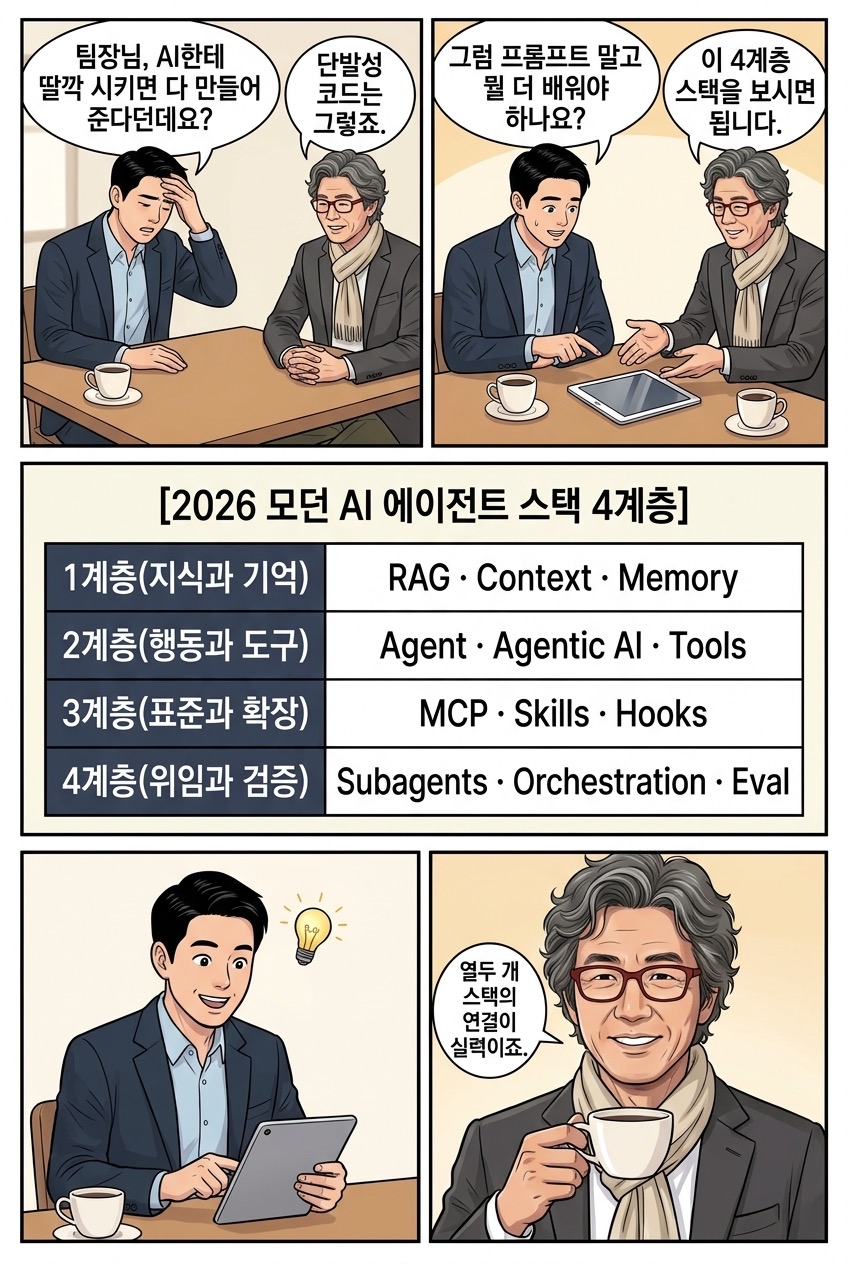 팀장님, AI한테
딸깍 시키면 다 만들어
준다던데요?
단발성
코드는
그렇죠.
그럼 프롬프트 말고
뭘 더 배워야
하나요?
이 4계층
스택을 보시면
됩니다.
[2026 모던 AI 에이전트 스택 4계층]
1계층(지식과 기억) RAG · Context · Memory
2계층(행동과 도구) Agent · Agentic AI · Tools
3계층(표준과 확장) MCP · Skills · Hooks
4계층(위임과 검증) Subagents · Orchestration · Eval
열두 개
스택의
연결이
실력이죠.